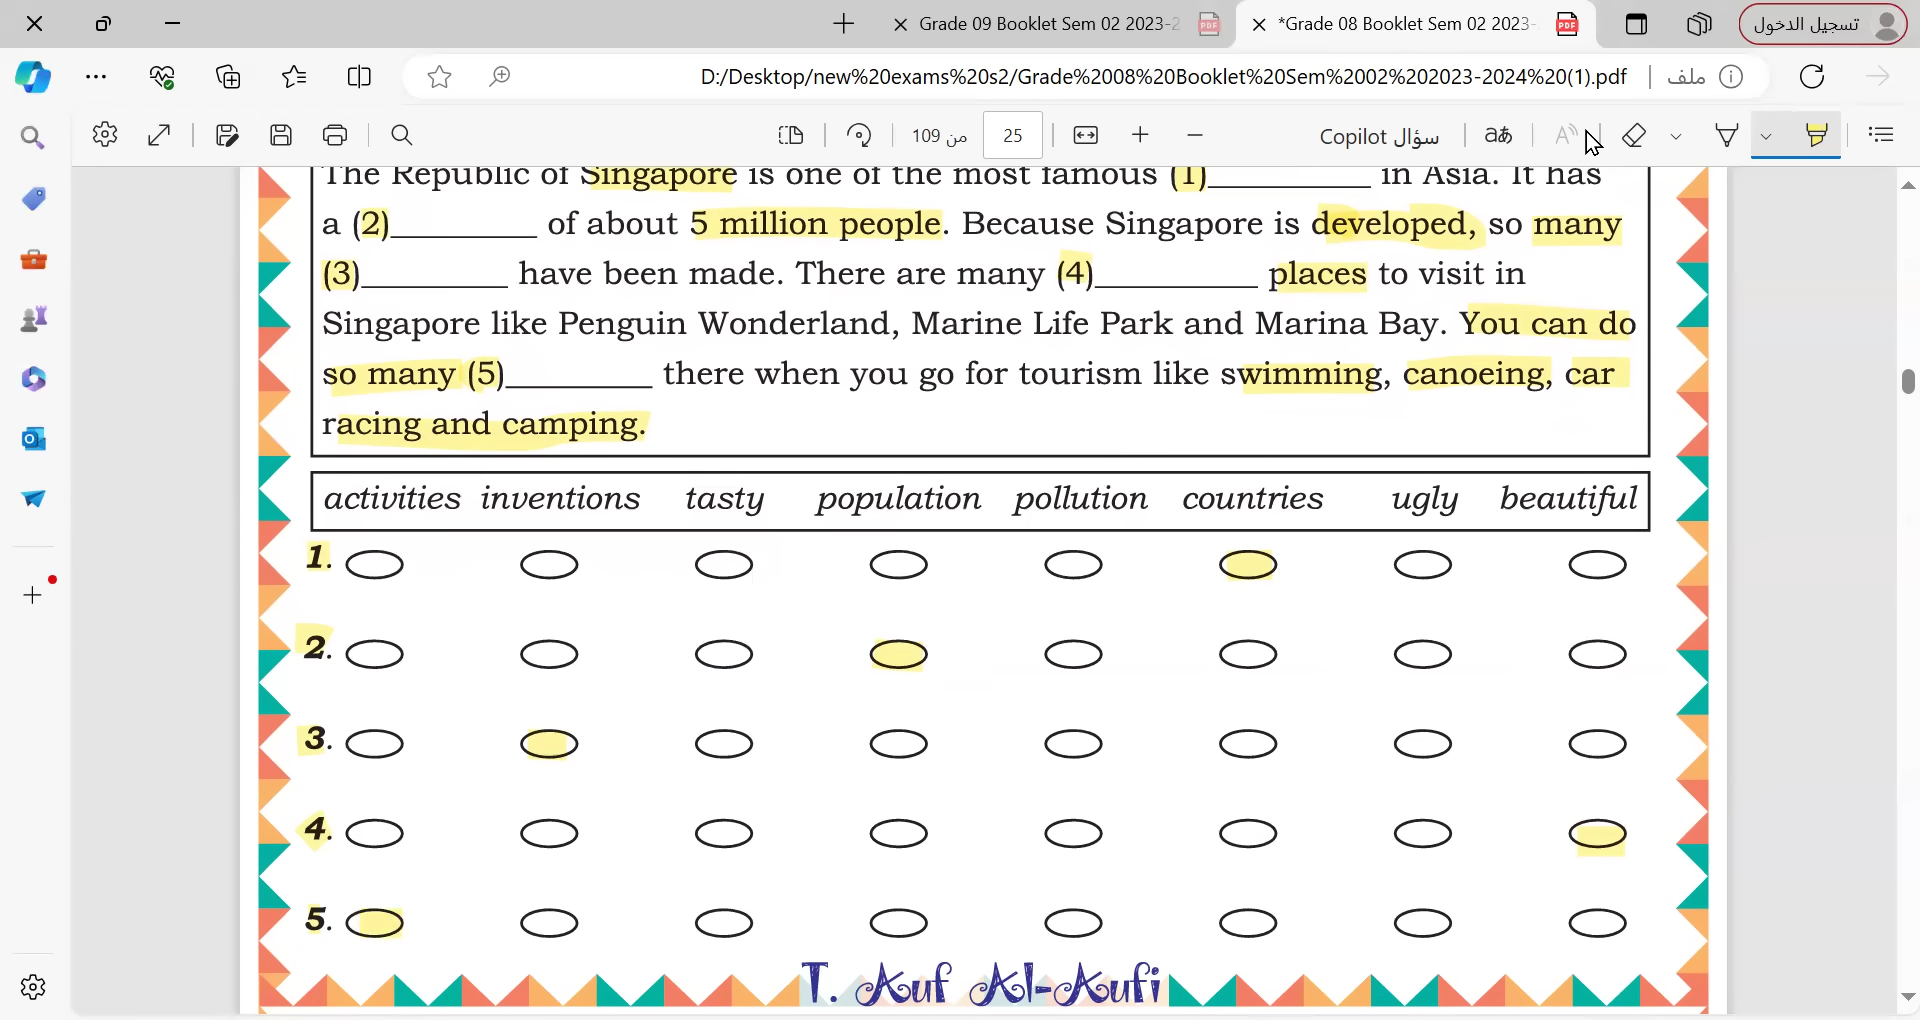 Grade 09 Booklet Sem 02 2023-2
*Grade 08 Booklet Sem 02 2023-
تسجيل الدخول
D:/Desktop/new%20exams%20s2/Grade%2008%20Booklet%20Sem%2002%202023-2024%20(1).pdf
ملف
من 109
25
سؤال Copilot
The Republic of Singapore is one of the most famous (1)__________ in Asia. It has
a (2)_________ of about 5 million people. Because Singapore is developed, so many
(3)_________ have been made. There are many (4)__________ places to visit in
Singapore like Penguin Wonderland, Marine Life Park and Marina Bay. You can do
so many (5)_________ there when you go for tourism like swimming, canoeing, car
racing and camping.
activities inventions tasty population pollution countries ugly beautiful
1.
2.
3.
4.
5.
T. Auf Al-Aufi